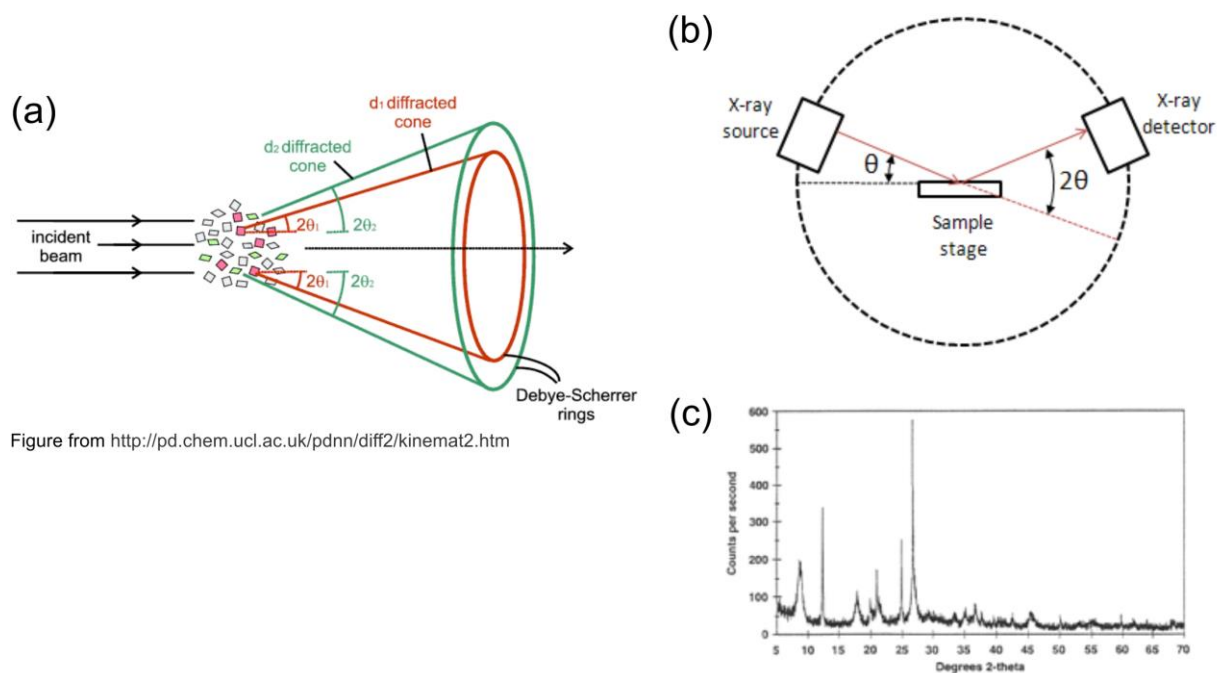 (a)
d₁ diffracted
cone
d₂ diffracted
cone
incident
beam
2θ₁
2θ₂
2θ₁
2θ₂
Debye-Scherrer
rings
Figure from http://pd.chem.ucl.ac.uk/pdnn/diff2/kinemat2.htm
(b)
X-ray
source
X-ray
detector
θ
2θ
Sample
stage
(c)
Counts per second
600
500
400
300
200
100
0
5 10 15 20 25 30 35 40 45 50 55 60 65 70
Degrees 2-theta